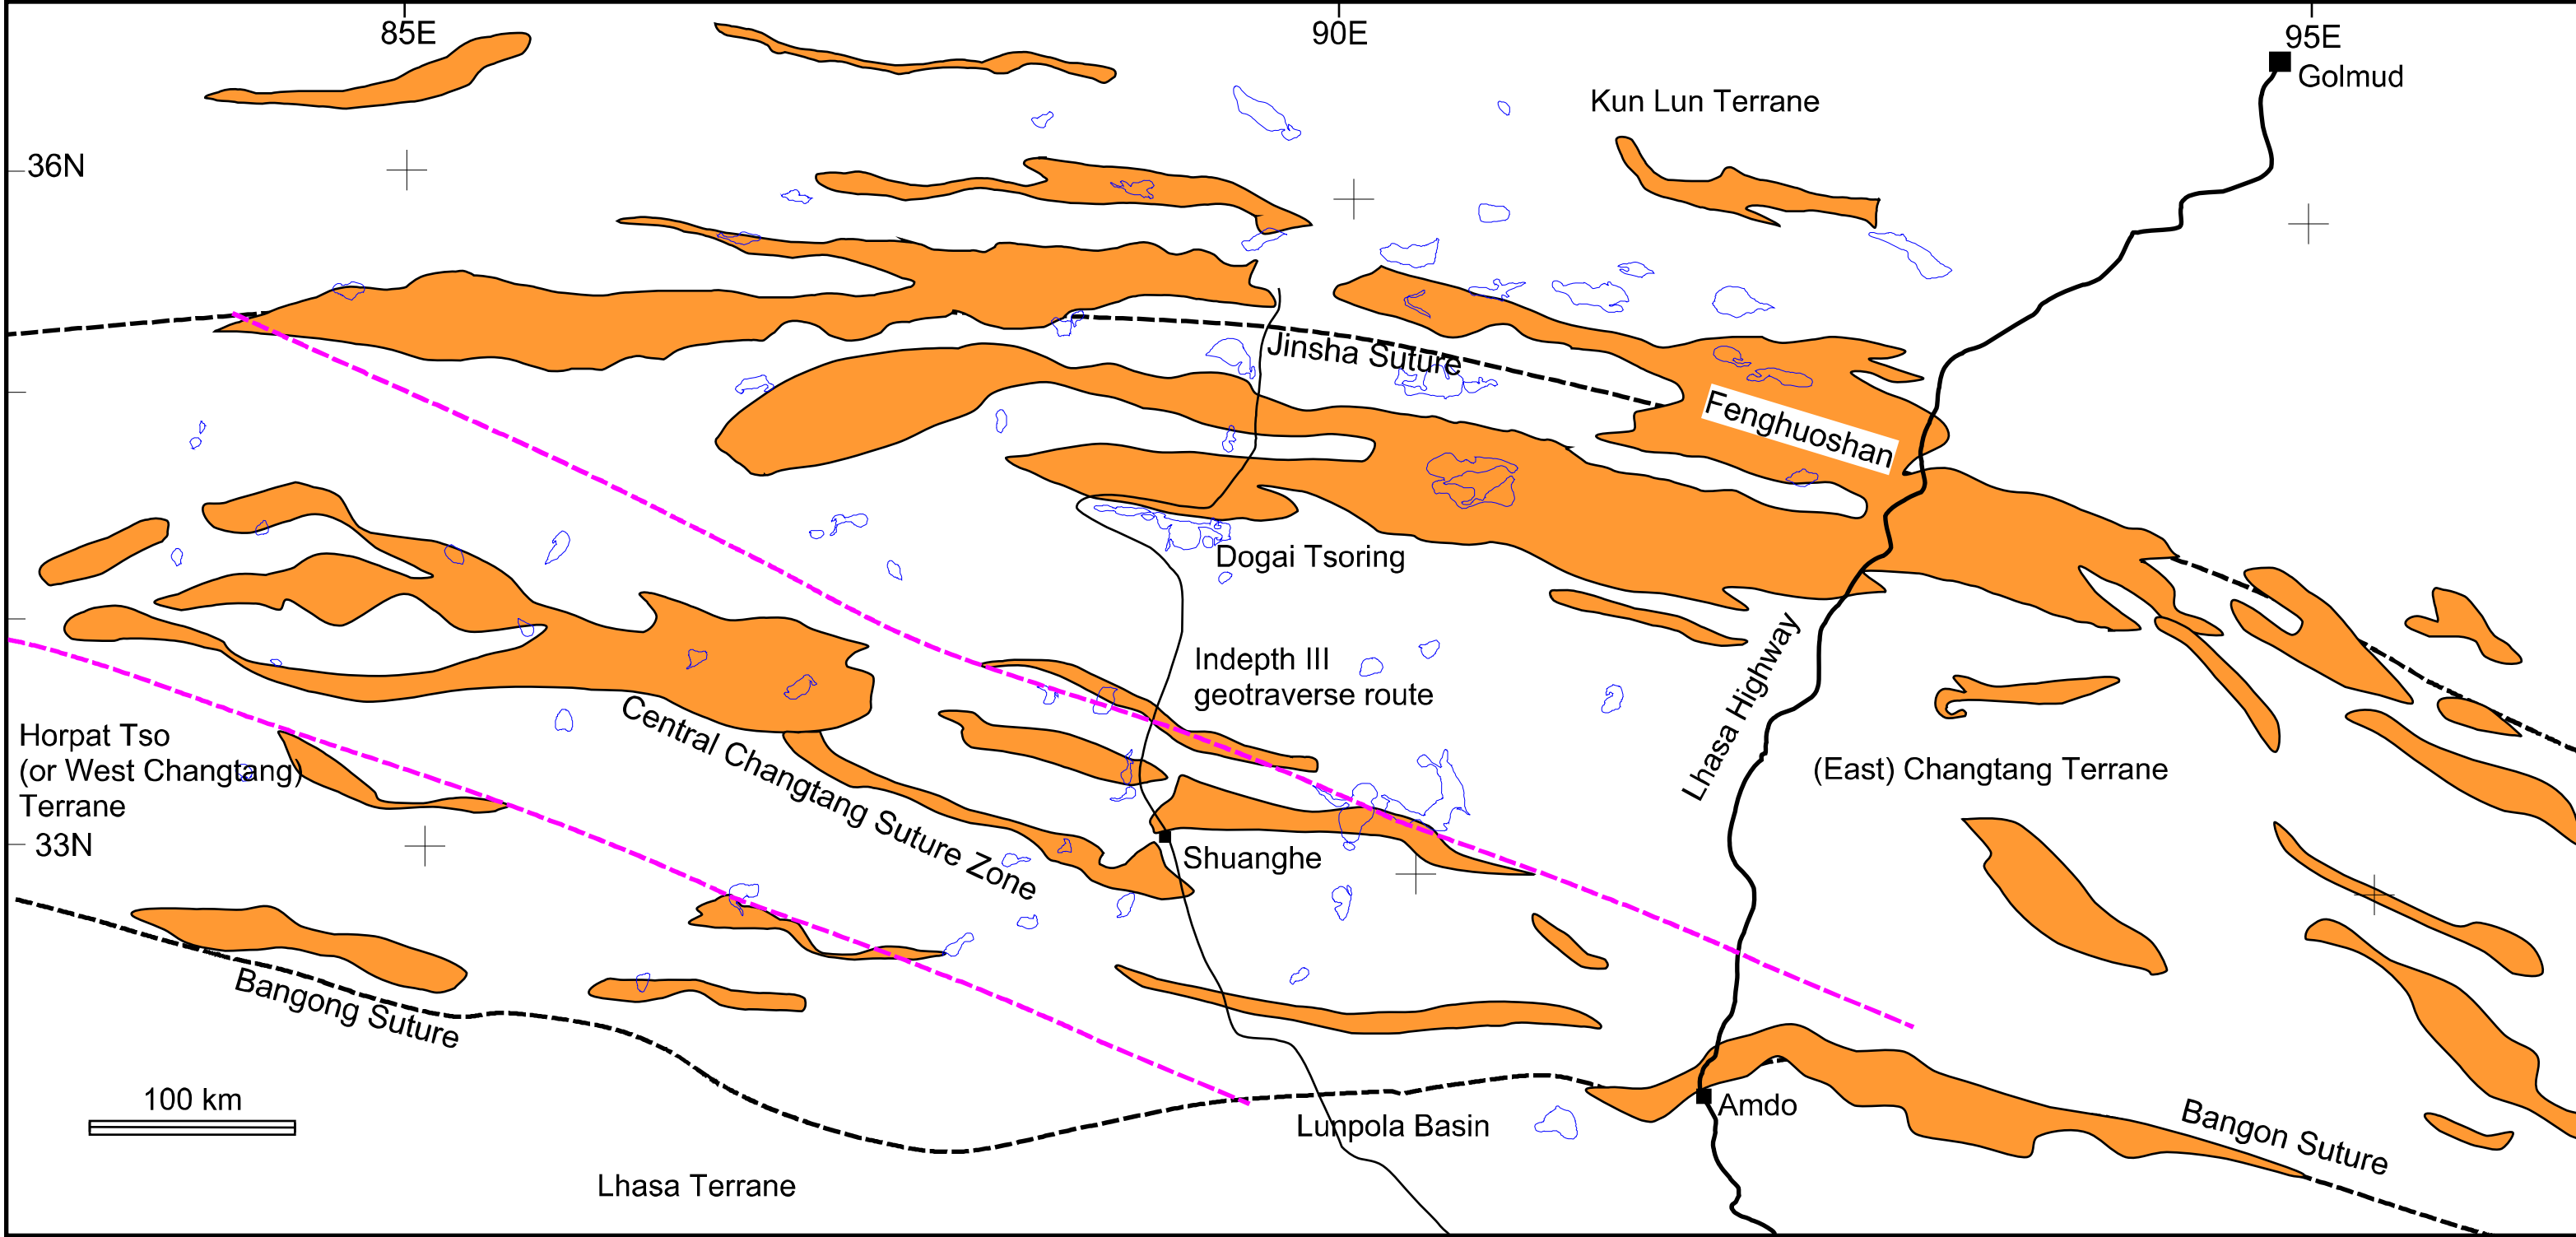 85E
90E
95E
Golmud
Kun Lun Terrane
36N
Jinsha Suture
Fenghuoshan
Dogai Tsoring
Indepth III
geotraverse route
Lhasa Highway
Central Changtang Suture Zone
Horpat Tso
(or West Changtang)
Terrane
(East) Changtang Terrane
33N
Shuanghe
Bangong Suture
100 km
Lunpola Basin
Amdo
Bangon Suture
Lhasa Terrane